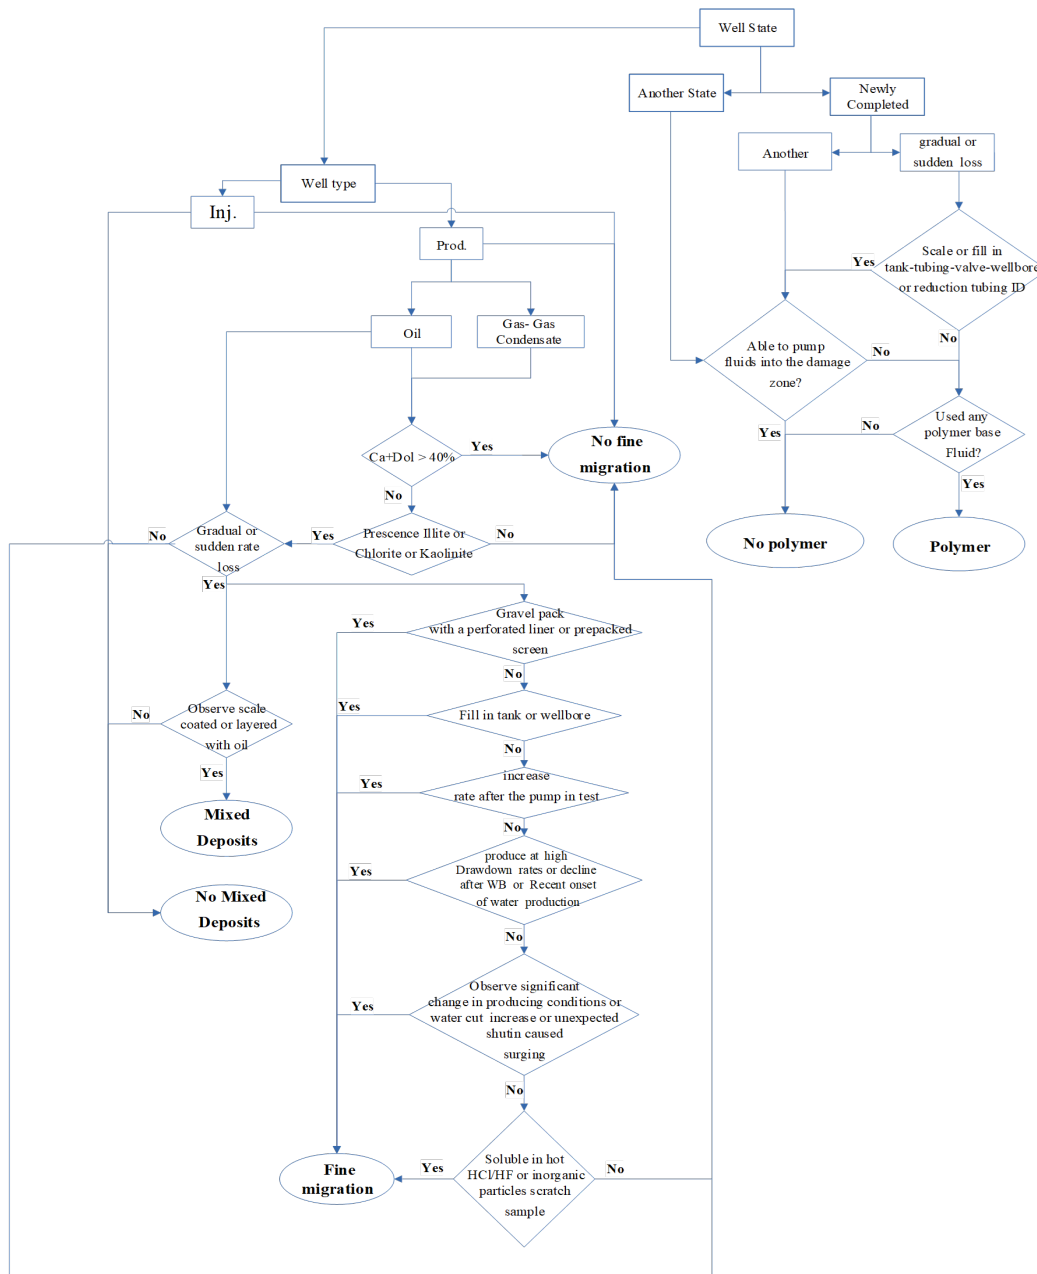 Well State
Another State
Newly
Completed
Another
gradual or
sudden loss
Well type
Inj.
Prod.
Scale or fill in
tank-tubing-valve-wellbore
or reduction tubing ID
Yes
No
Oil
Gas- Gas
Condensate
Able to pump
fluids into the damage
zone?
No
Yes
Used any
polymer base
Fluid?
No
Yes
Ca+Dol > 40%
Yes
No
No fine
migration
No polymer
Polymer
Gradual or
sudden rate
loss
No
Yes
Prescence Illite or
Chlorite or Kaolinite
Yes
No
Gravel pack
with a perforated liner or prepacked
screen
Yes
No
Observe scale
coated or layered
with oil
No
Yes
Fill in tank or wellbore
Yes
No
increase
rate after the pump in test
Yes
No
Mixed
Deposits
produce at high
Drawdown rates or decline
after WB or Recent onset
of water production
Yes
No
No Mixed
Deposits
Observe significant
change in producing conditions or
water cut increase or unexpected
shutin caused
surging
Yes
No
Soluble in hot
HCl/HF or inorganic
particles scratch
sample
Yes
No
Fine
migration